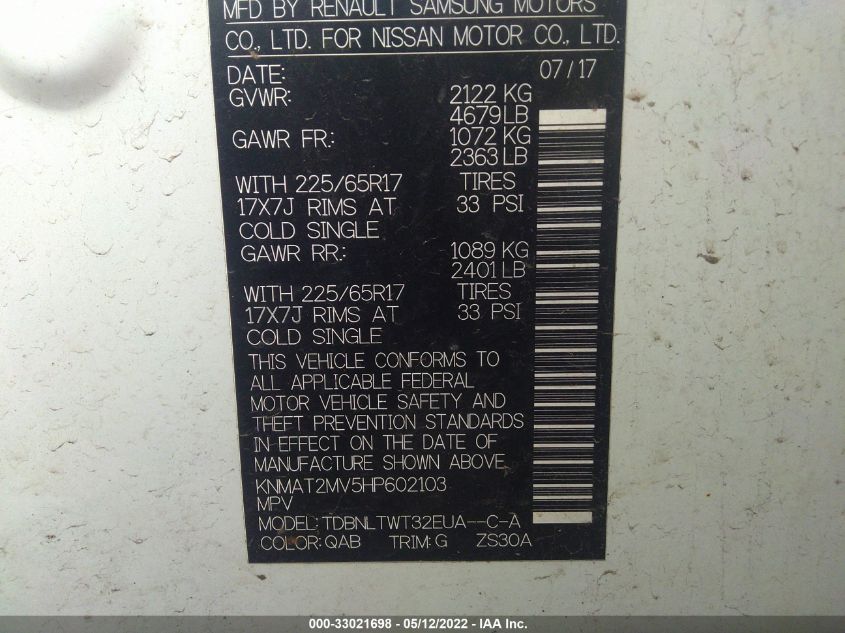 MFD BY RENAULT SAMSUNG MOTORS
CO., LTD. FOR NISSAN MOTOR CO., LTD.
DATE: 07/17
GVWR: 2122 KG
4679 LB
GAWR FR.: 1072 KG
2363 LB
WITH 225/65R17 TIRES
17X7J RIMS AT 33 PSI
COLD SINGLE
GAWR RR.: 1089 KG
2401 LB
WITH 225/65R17 TIRES
17X7J RIMS AT 33 PSI
COLD SINGLE
THIS VEHICLE CONFORMS TO
ALL APPLICABLE FEDERAL
MOTOR VEHICLE SAFETY AND
THEFT PREVENTION STANDARDS
IN EFFECT ON THE DATE OF
MANUFACTURE SHOWN ABOVE.
KNMAT2MV5HP602103
MPV
MODEL: TDBNLTWT32EUA--C-A
COLOR: QAB TRIM: G ZS30A
000-33021698 - 05/12/2022 - IAA Inc.